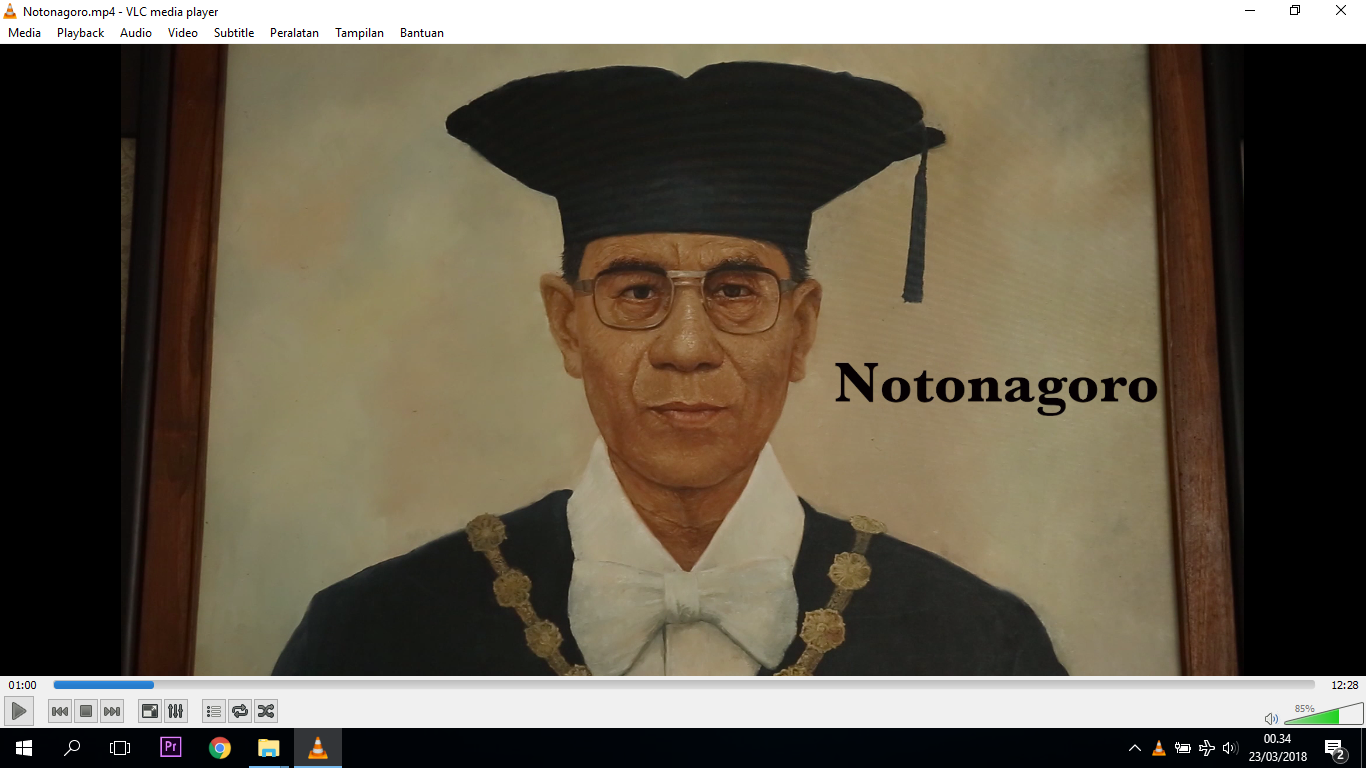 Notonagoro.mp4 - VLC media player
Media Playback Audio Video Subtitle Peralatan Tampilan Bantuan
Notonagoro
01:00 12:28
85%
Pr
00.34
23/03/2018
2